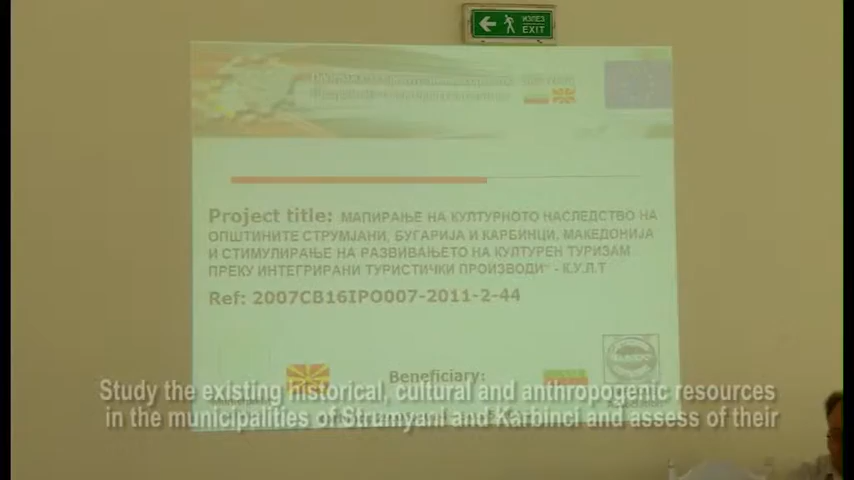 ИЗЛЕЗ
EXIT
Project title: МАПИРАЊЕ НА КУЛТУРНОТО НАСЛЕДСТВО НА
ОПШТИНИТЕ СТРУМЈАНИ, БУГАРИЈА И КАРБИНЦИ, МАКЕДОНИЈА
И СТИМУЛИРАЊЕ НА РАЗВИВАЊЕТО НА КУЛТУРЕН ТУРИЗАМ
ПРЕКУ ИНТЕГРИРАНИ ТУРИСТИЧКИ ПРОИЗВОДИ" - К.У.Л.Т
Ref: 2007CB16IPO007-2011-2-44
Beneficiary:
Study the existing historical, cultural and anthropogenic resources
in the municipalities of Strumyani and Karbinci and assess of their